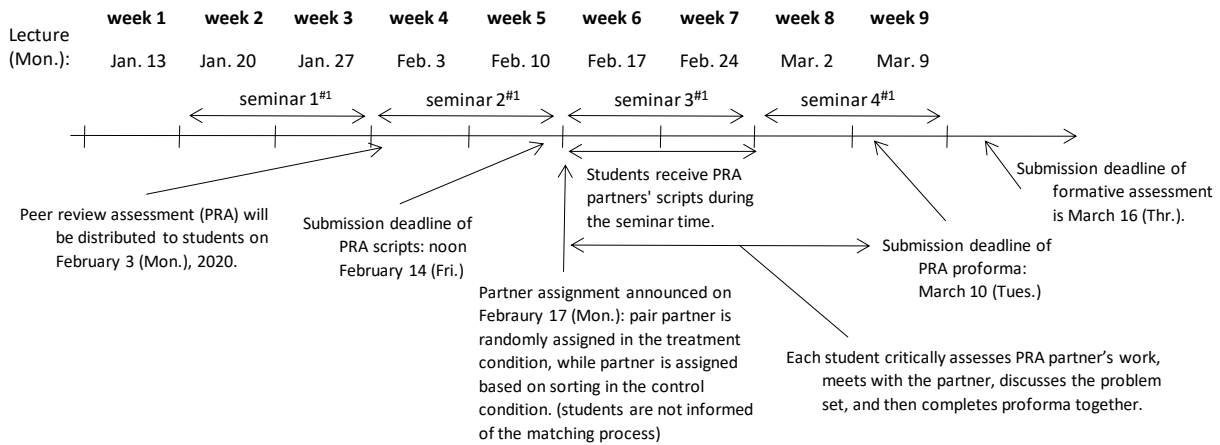 week 1 week 2 week 3 week 4 week 5 week 6 week 7 week 8 week 9
Lecture
(Mon.): Jan. 13 Jan. 20 Jan. 27 Feb. 3 Feb. 10 Feb. 17 Feb. 24 Mar. 2 Mar. 9
seminar 1#1 seminar 2#1 seminar 3#1 seminar 4#1
Peer review assessment (PRA) will
be distributed to students on
February 3 (Mon.), 2020.
Submission deadline of
PRA scripts: noon
February 14 (Fri.)
Students receive PRA
partners' scripts during
the seminar time.
Submission deadline of
formative assessment
is March 16 (Thr.).
Submission deadline of
PRA proforma:
March 10 (Tues.)
Partner assignment announced on
Febraury 17 (Mon.): pair partner is
randomly assigned in the treatment
condition, while partner is assigned
based on sorting in the control
condition. (students are not informed
of the matching process)
Each student critically assesses PRA partner's work,
meets with the partner, discusses the problem
set, and then completes proforma together.